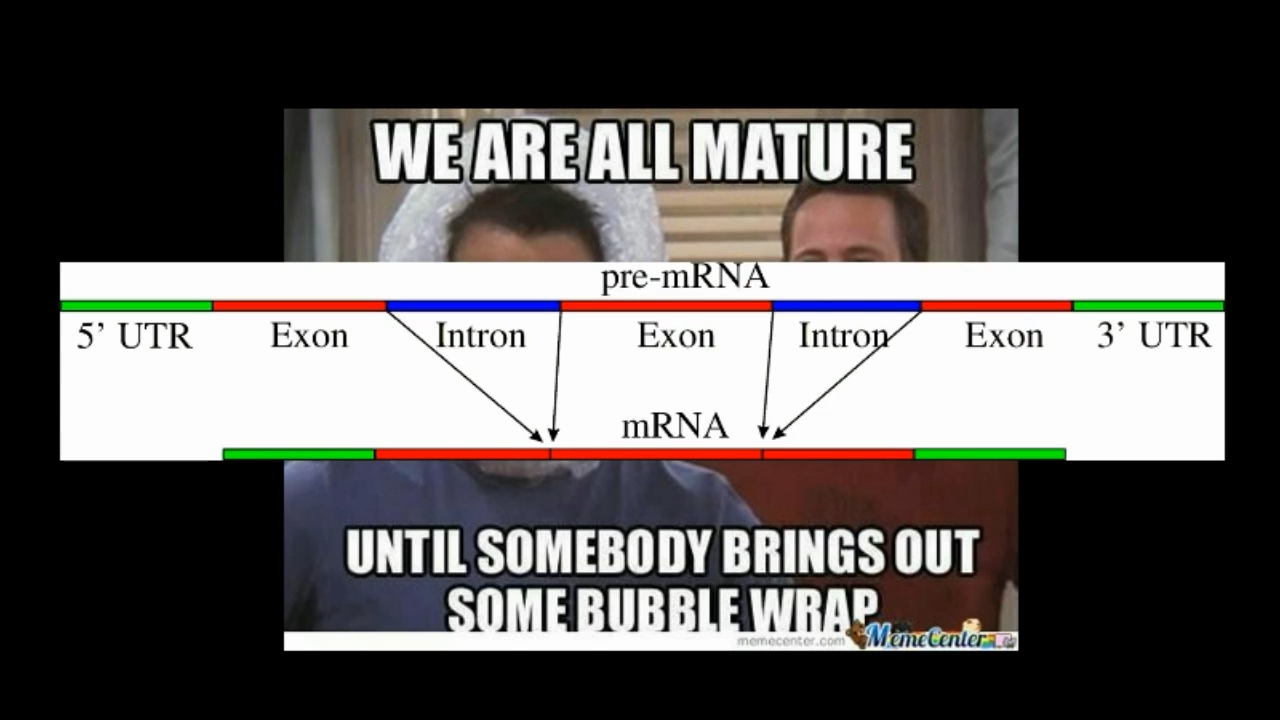 WE ARE ALL MATURE
pre-mRNA
5’ UTR Exon Intron Exon Intron Exon 3’ UTR
mRNA
UNTIL SOMEBODY BRINGS OUT
SOME BUBBLE WRAP
memecenter.com MemeCenter